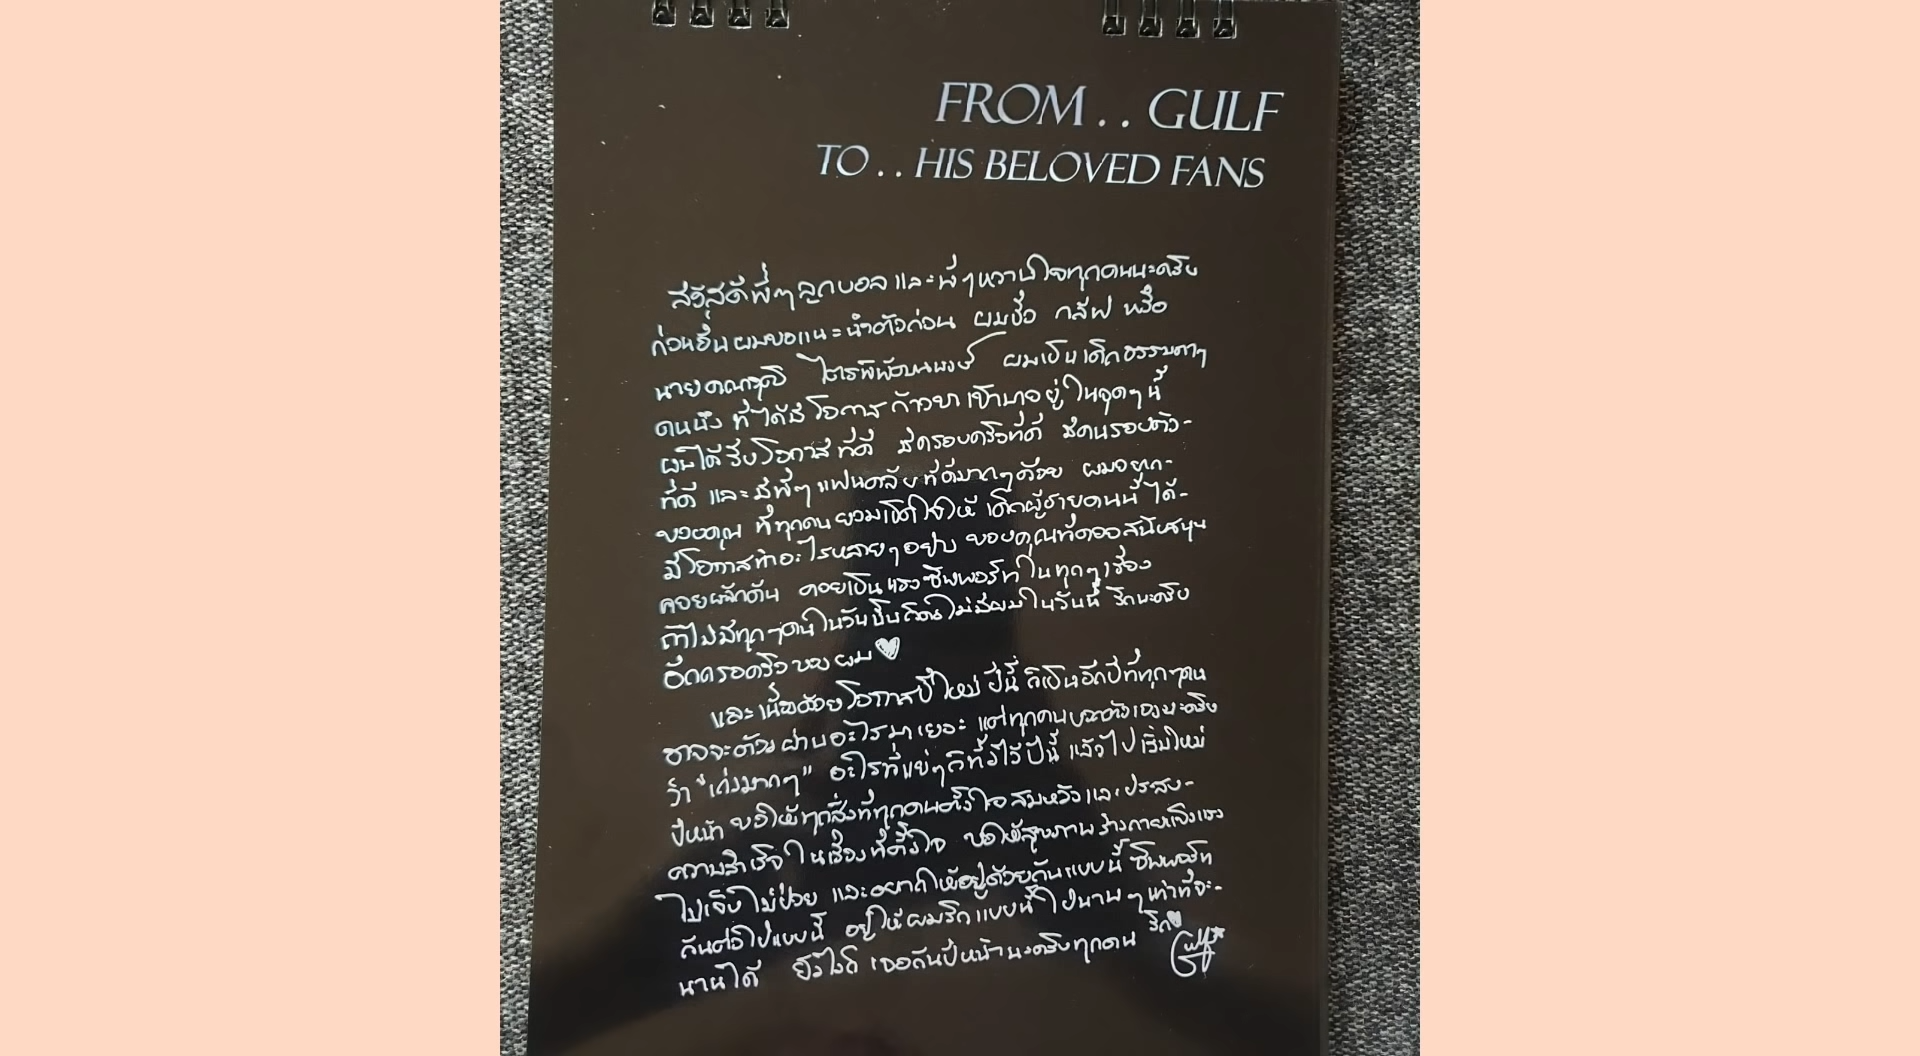 FROM . . GULF
TO . . HIS BELOVED FANS
สวัสดีพี่ๆลูกบอล และพี่ๆหวานใจทุกคนนะครับ
ก่อนอื่นผมขอแนะนำตัวก่อน ผมชื่อ กลัฟ หรือ
นายคณาวุฒิ ไตรพิพัฒนพงษ์ ผมเป็นเด็กธรรมดาๆ
คนนึง ที่ได้มีโอกาสก้าวขาเข้ามาอยู่ในจุดๆนี้
ผมได้รับโอกาสที่ดี มีครอบครัวที่ดี มีคนรอบตัว-
ที่ดี และมีพี่ๆแฟนคลับที่ดีมากๆด้วย ผมอยาก-
ขอบคุณ ที่ทุกคนยอมเปิดใจให้ เด็กผู้ชายคนนี้ ได้-
มีโอกาสทำอะไรหลายๆอย่าง ขอบคุณที่คอยสนับสนุน
คอยผลักดัน คอยเป็นแรงซัพพอร์ทในทุกๆเรื่อง
ถ้าไม่มีทุกๆคนในวันนั้นก็คงไม่มีผมในวันนี้ รักนะครับ
อีกครอบครัวของผม
และเนื่องด้วยโอกาสปีใหม่ ปีนี้ ก็เป็นอีกปีที่ทุกๆคน
อาจจะต้องผ่านอะไรมาเยอะ แต่ทุกคนบอกตัวเองนะครับ
ว่า "เก่งมากๆ" อะไรที่แย่ๆก็ทิ้งไว้ปีนี้ แล้วไปเริ่มใหม่
ปีหน้า ขอให้ทุกสิ่งที่ทุกคนตั้งใจสมหวังและประสบ-
ความสำเร็จในเรื่องที่ตั้งใจ ขอให้สุขภาพร่างกายแข็งแรง
ไม่เจ็บไม่ป่วย และอยากให้อยู่ด้วยกันแบบนี้ ซัพพอร์ท
กันต่อไปแบบนี้ อยู่ให้ผมรักแบบนี้ไปนานๆเท่าที่จะ-
นานได้ ยังไงก็เจอกันปีหน้านะครับทุกคน รัก
Gulf